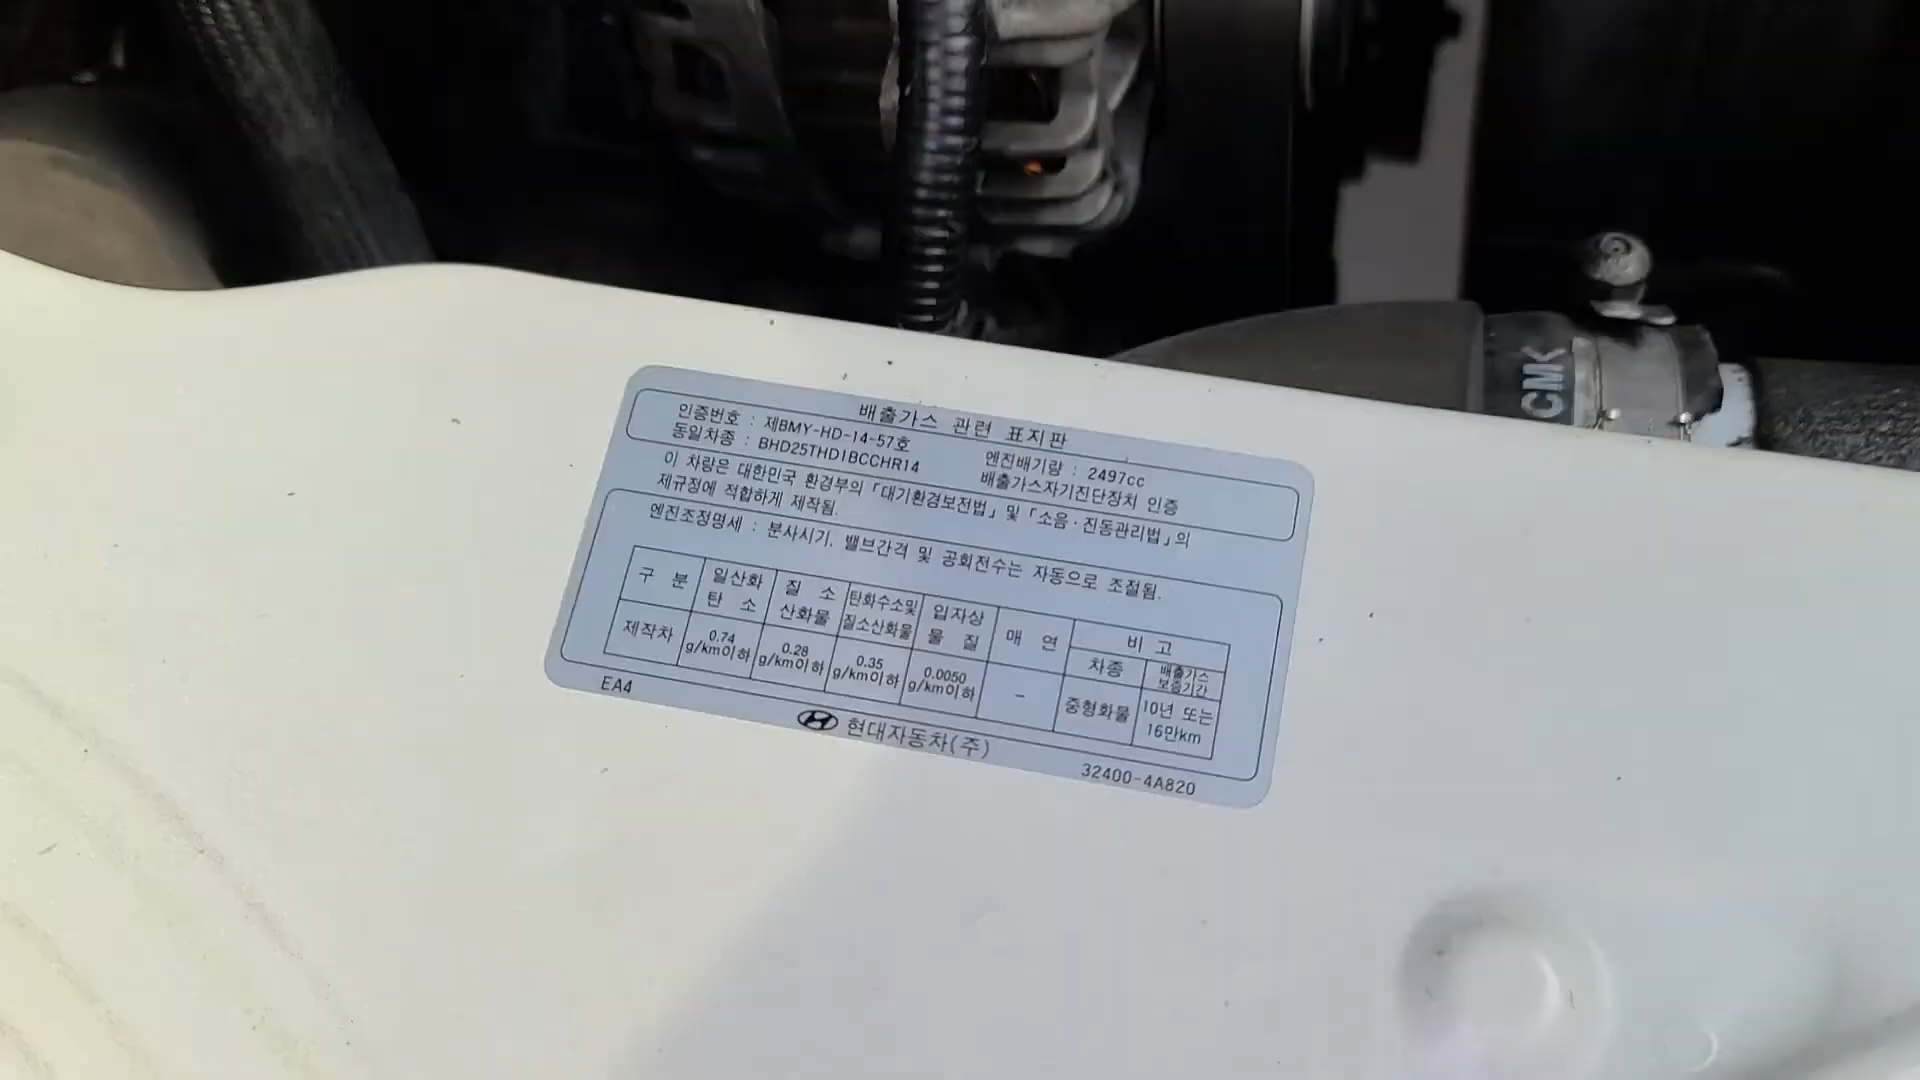 CMK
배출가스 관련 표지판
인증번호 : 제BMY-HD-14-57호
엔진배기량 : 2497cc
동일차종 : BHD25THD1BCCHR14
배출가스자기진단장치 인증
이 차량은 대한민국 환경부의 「대기환경보전법」 및 「소음·진동관리법」의
제규정에 적합하게 제작됨.
엔진조정명세 : 분사시기, 밸브간격 및 공회전수는 자동으로 조절됨.
구 분
일산화
탄 소
질 소
산화물
탄화수소및
질소산화물
입자상
물 질
매 연
비 고
차종
배출가스
보증기간
제작차
0.74
g/km이하
0.28
g/km이하
0.35
g/km이하
0.0050
g/km이하
-
중형화물
10년 또는
16만km
EA4
현대자동차(주)
32400-4A820